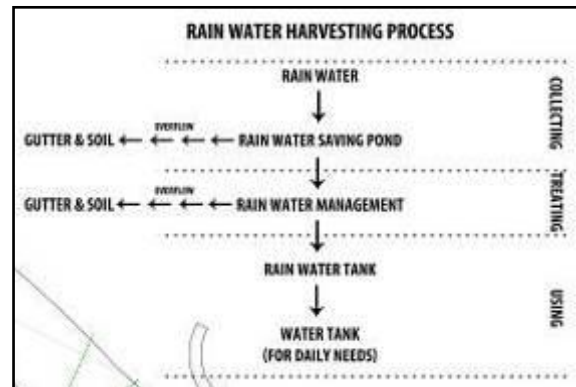 RAIN WATER HARVESTING PROCESS
RAIN WATER
COLLECTING
OVERFLOW
GUTTER & SOIL ← ← ← ← RAIN WATER SAVING POND
TREATING
OVERFLOW
GUTTER & SOIL ← ← ← ← RAIN WATER MANAGEMENT
RAIN WATER TANK
USING
WATER TANK
(FOR DAILY NEEDS)